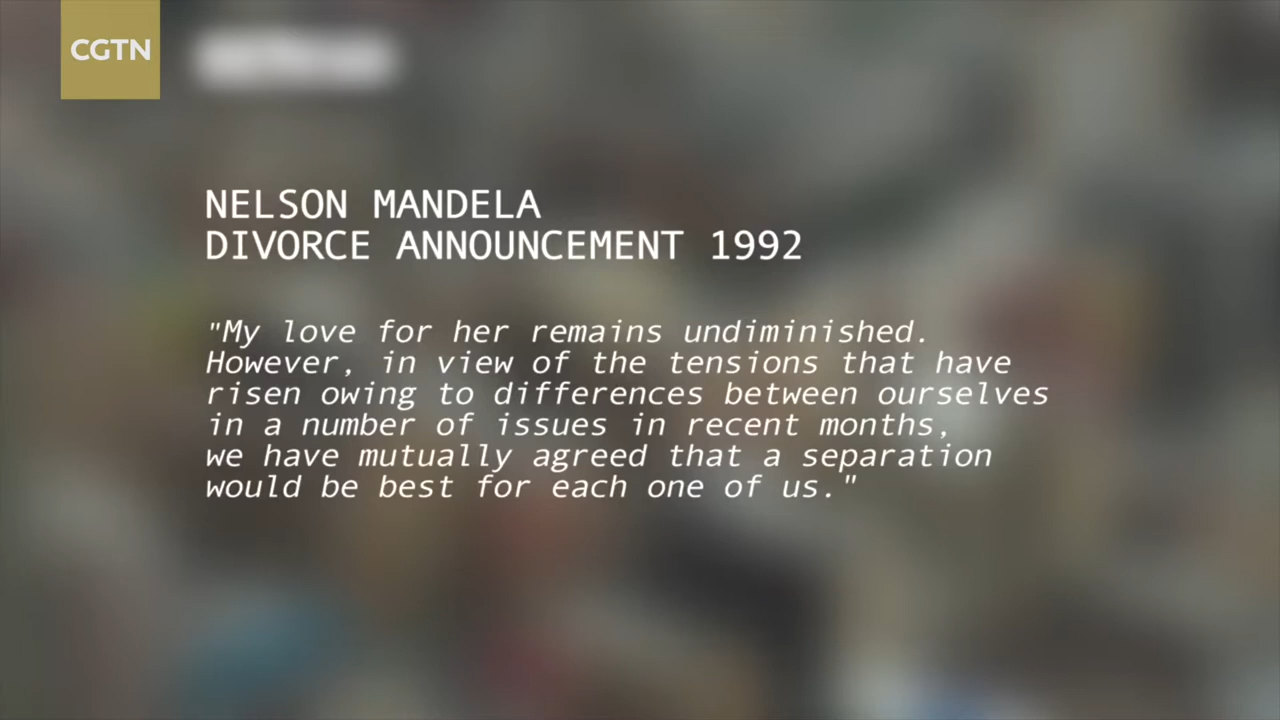 CGTN
NELSON MANDELA
DIVORCE ANNOUNCEMENT 1992
"My love for her remains undiminished.
However, in view of the tensions that have
risen owing to differences between ourselves
in a number of issues in recent months,
we have mutually agreed that a separation
would be best for each one of us."